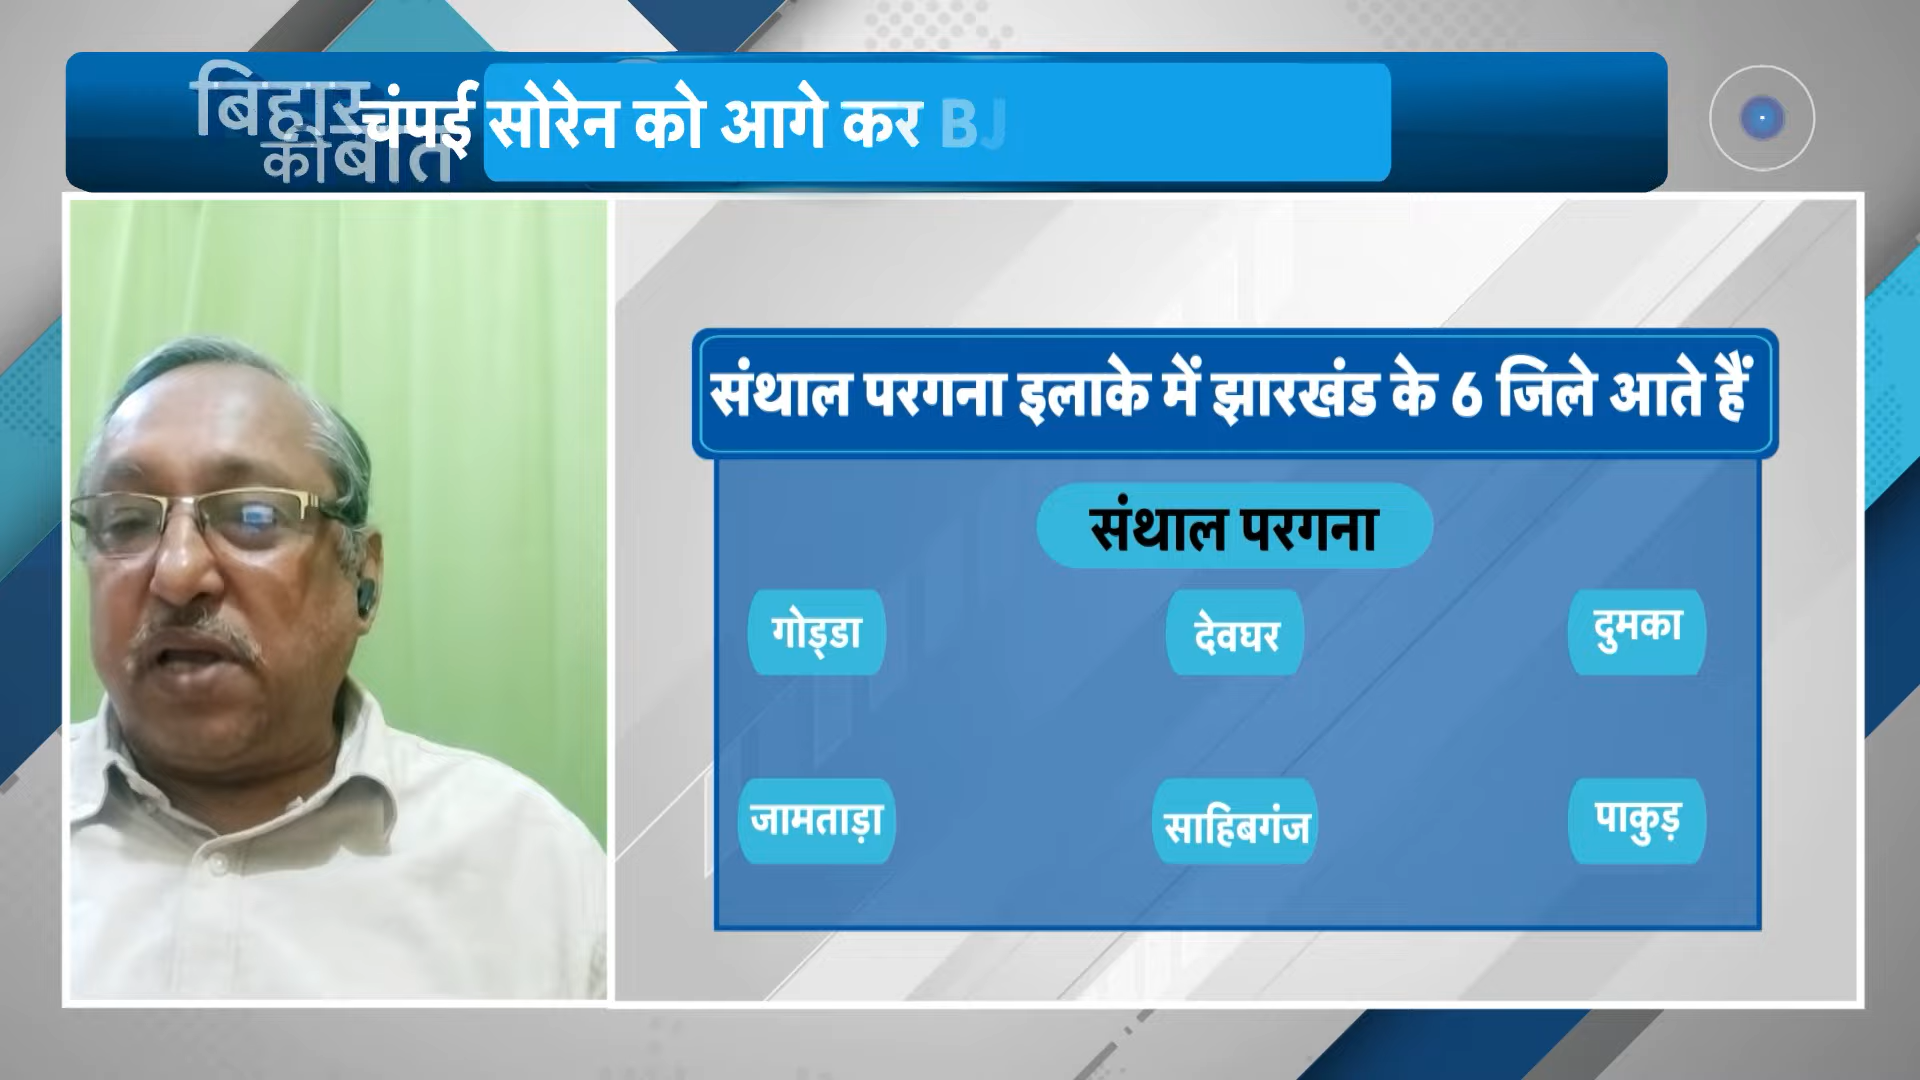 बिहार
की बात
चंपई सोरेन को आगे कर BJ
संथाल परगना इलाके में झारखंड के 6 जिले आते हैं
संथाल परगना
गोड्डा देवघर दुमका
जामताड़ा साहिबगंज पाकुड़